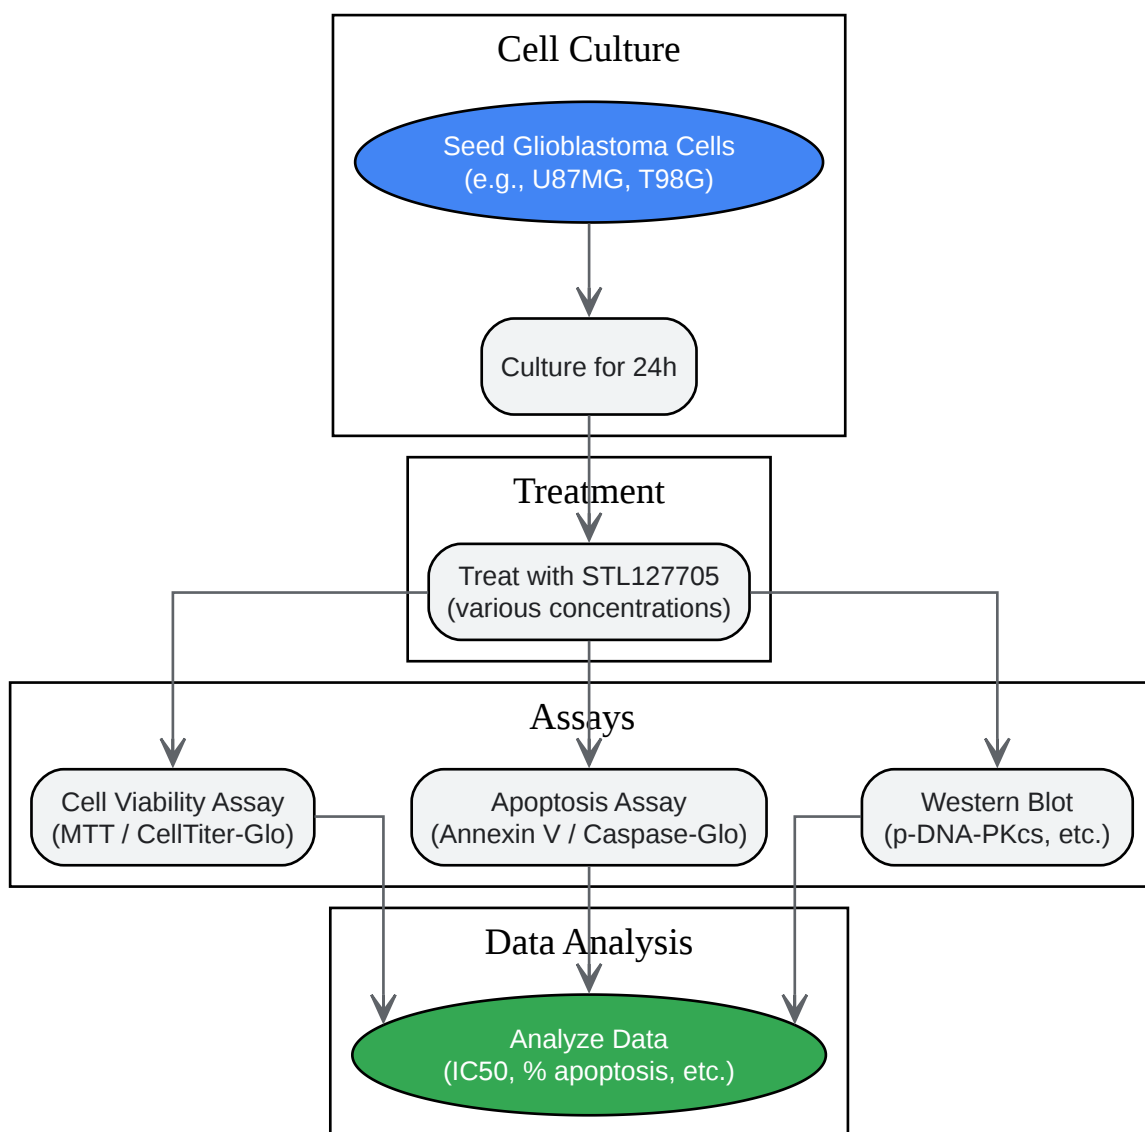 Cell Culture
Seed Glioblastoma Cells
(e.g., U87MG, T98G)
Culture for 24h
Treatment
Treat with STL127705
(various concentrations)
Assays
Cell Viability Assay
(MTT / CellTiter-Glo)
Apoptosis Assay
(Annexin V / Caspase-Glo)
Western Blot
(p-DNA-PKcs, etc.)
Data Analysis
Analyze Data
(IC50, % apoptosis, etc.)